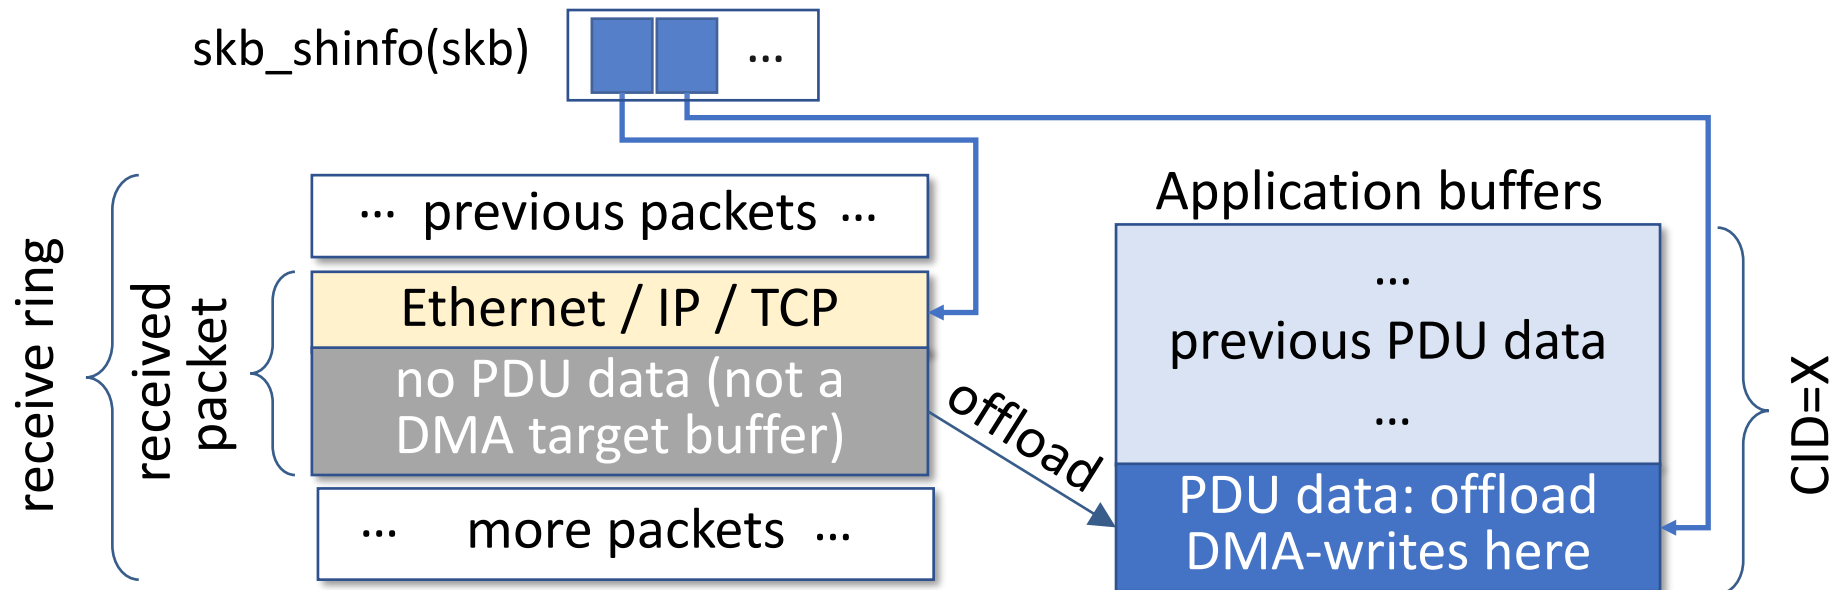 skb_shinfo(skb)
...
receive ring
received
packet
... previous packets ...
Ethernet / IP / TCP
no PDU data (not a
DMA target buffer)
... more packets ...
offload
Application buffers
...
previous PDU data
...
PDU data: offload
DMA-writes here
CID=X